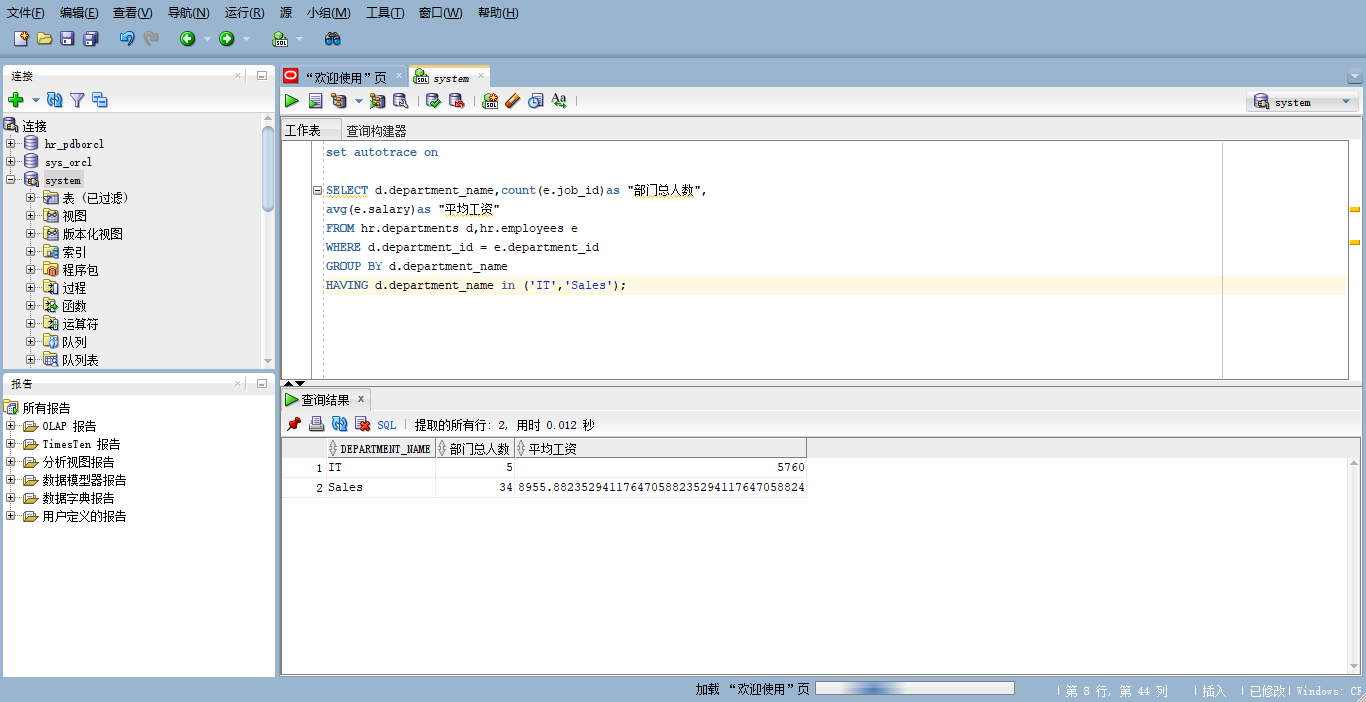 文件(F) 编辑(E) 查看(V) 导航(N) 运行(R) 源 小组(M) 工具(T) 窗口(W) 帮助(H)
连接
连接
hr_pdborcl
sys_orcl
system
表 (已过滤)
视图
版本化视图
索引
程序包
过程
函数
运算符
队列
队列表
报告
所有报告
OLAP 报告
TimesTen 报告
分析视图报告
数据模型器报告
数据字典报告
用户定义的报告
“欢迎使用”页 system
SQL SQL Aa
system
工作表 查询构建器
set autotrace on
SELECT d.department_name,count(e.job_id)as "部门总人数",
avg(e.salary)as "平均工资"
FROM hr.departments d,hr.employees e
WHERE d.department_id = e.department_id
GROUP BY d.department_name
HAVING d.department_name in ('IT','Sales');
查询结果 x
SQL | 提取的所有行: 2, 用时 0.012 秒
DEPARTMENT_NAME 部门总人数 平均工资
1 IT 5 5760
2 Sales 34 8955.88235294117647058823529411764705882​4
加载 “欢迎使用”页
第 8 行, 第 44 列 | 插入 | 已修改 | Windows: CR